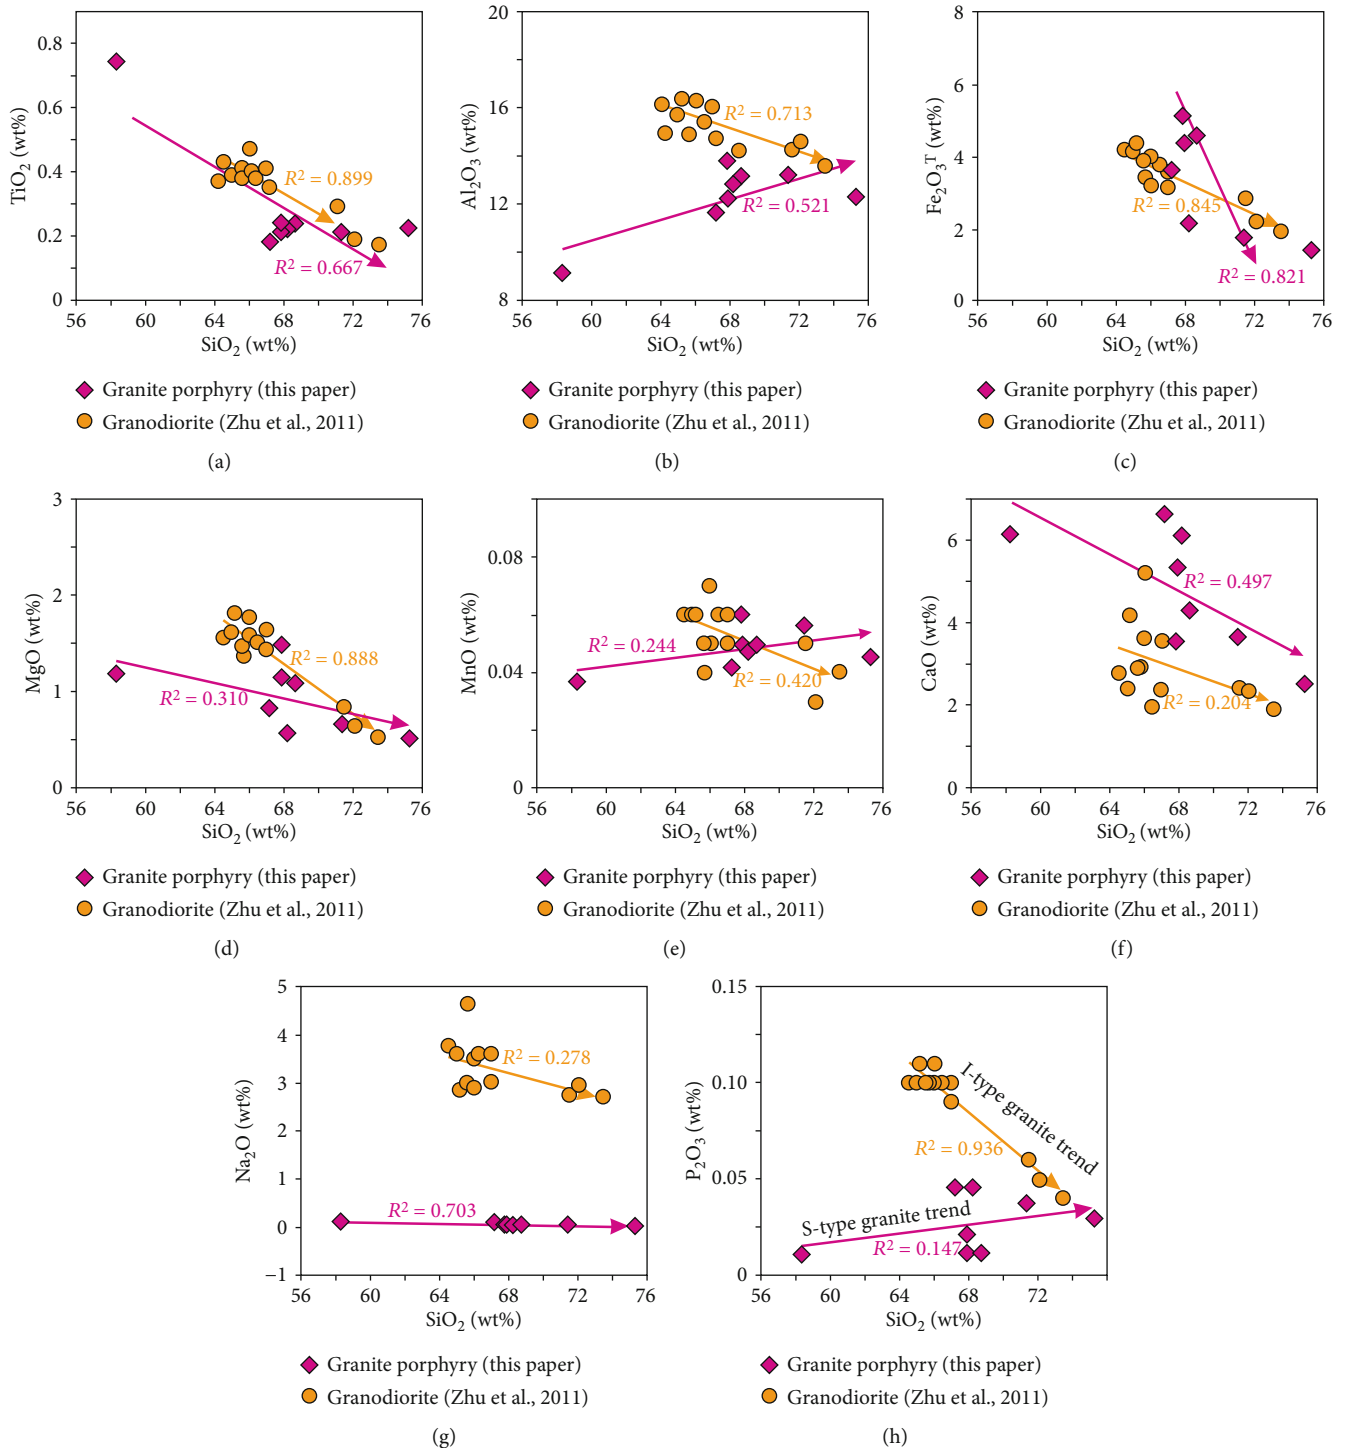 TiO2 (wt%)
0.8
0.6
0.4
0.2
0
R2 = 0.899
R2 = 0.667
56 60 64 68 72 76
SiO2 (wt%)
Granite porphyry (this paper)
Granodiorite (Zhu et al., 2011)
(a)
Al2O3 (wt%)
20
16
12
8
R2 = 0.713
R2 = 0.521
56 60 64 68 72 76
SiO2 (wt%)
Granite porphyry (this paper)
Granodiorite (Zhu et al., 2011)
(b)
Fe2O3T (wt%)
8
6
4
2
0
R2 = 0.845
R2 = 0.821
56 60 64 68 72 76
SiO2 (wt%)
Granite porphyry (this paper)
Granodiorite (Zhu et al., 2011)
(c)
MgO (wt%)
3
2
1
0
R2 = 0.888
R2 = 0.310
56 60 64 68 72 76
SiO2 (wt%)
Granite porphyry (this paper)
Granodiorite (Zhu et al., 2011)
(d)
MnO (wt%)
0.08
0.04
0
R2 = 0.244
R2 = 0.420
56 60 64 68 72 76
SiO2 (wt%)
Granite porphyry (this paper)
Granodiorite (Zhu et al., 2011)
(e)
CaO (wt%)
6
4
2
0
R2 = 0.497
R2 = 0.204
56 60 64 68 72 76
SiO2 (wt%)
Granite porphyry (this paper)
Granodiorite (Zhu et al., 2011)
(f)
Na2O (wt%)
5
4
3
2
1
0
−1
R2 = 0.278
R2 = 0.703
56 60 64 68 72 76
SiO2 (wt%)
Granite porphyry (this paper)
Granodiorite (Zhu et al., 2011)
(g)
P2O3 (wt%)
0.15
0.10
0.05
0
I-type granite trend
R2 = 0.936
S-type granite trend
R2 = 0.147
56 60 64 68 72
SiO2 (wt%)
Granite porphyry (this paper)
Granodiorite (Zhu et al., 2011)
(h)